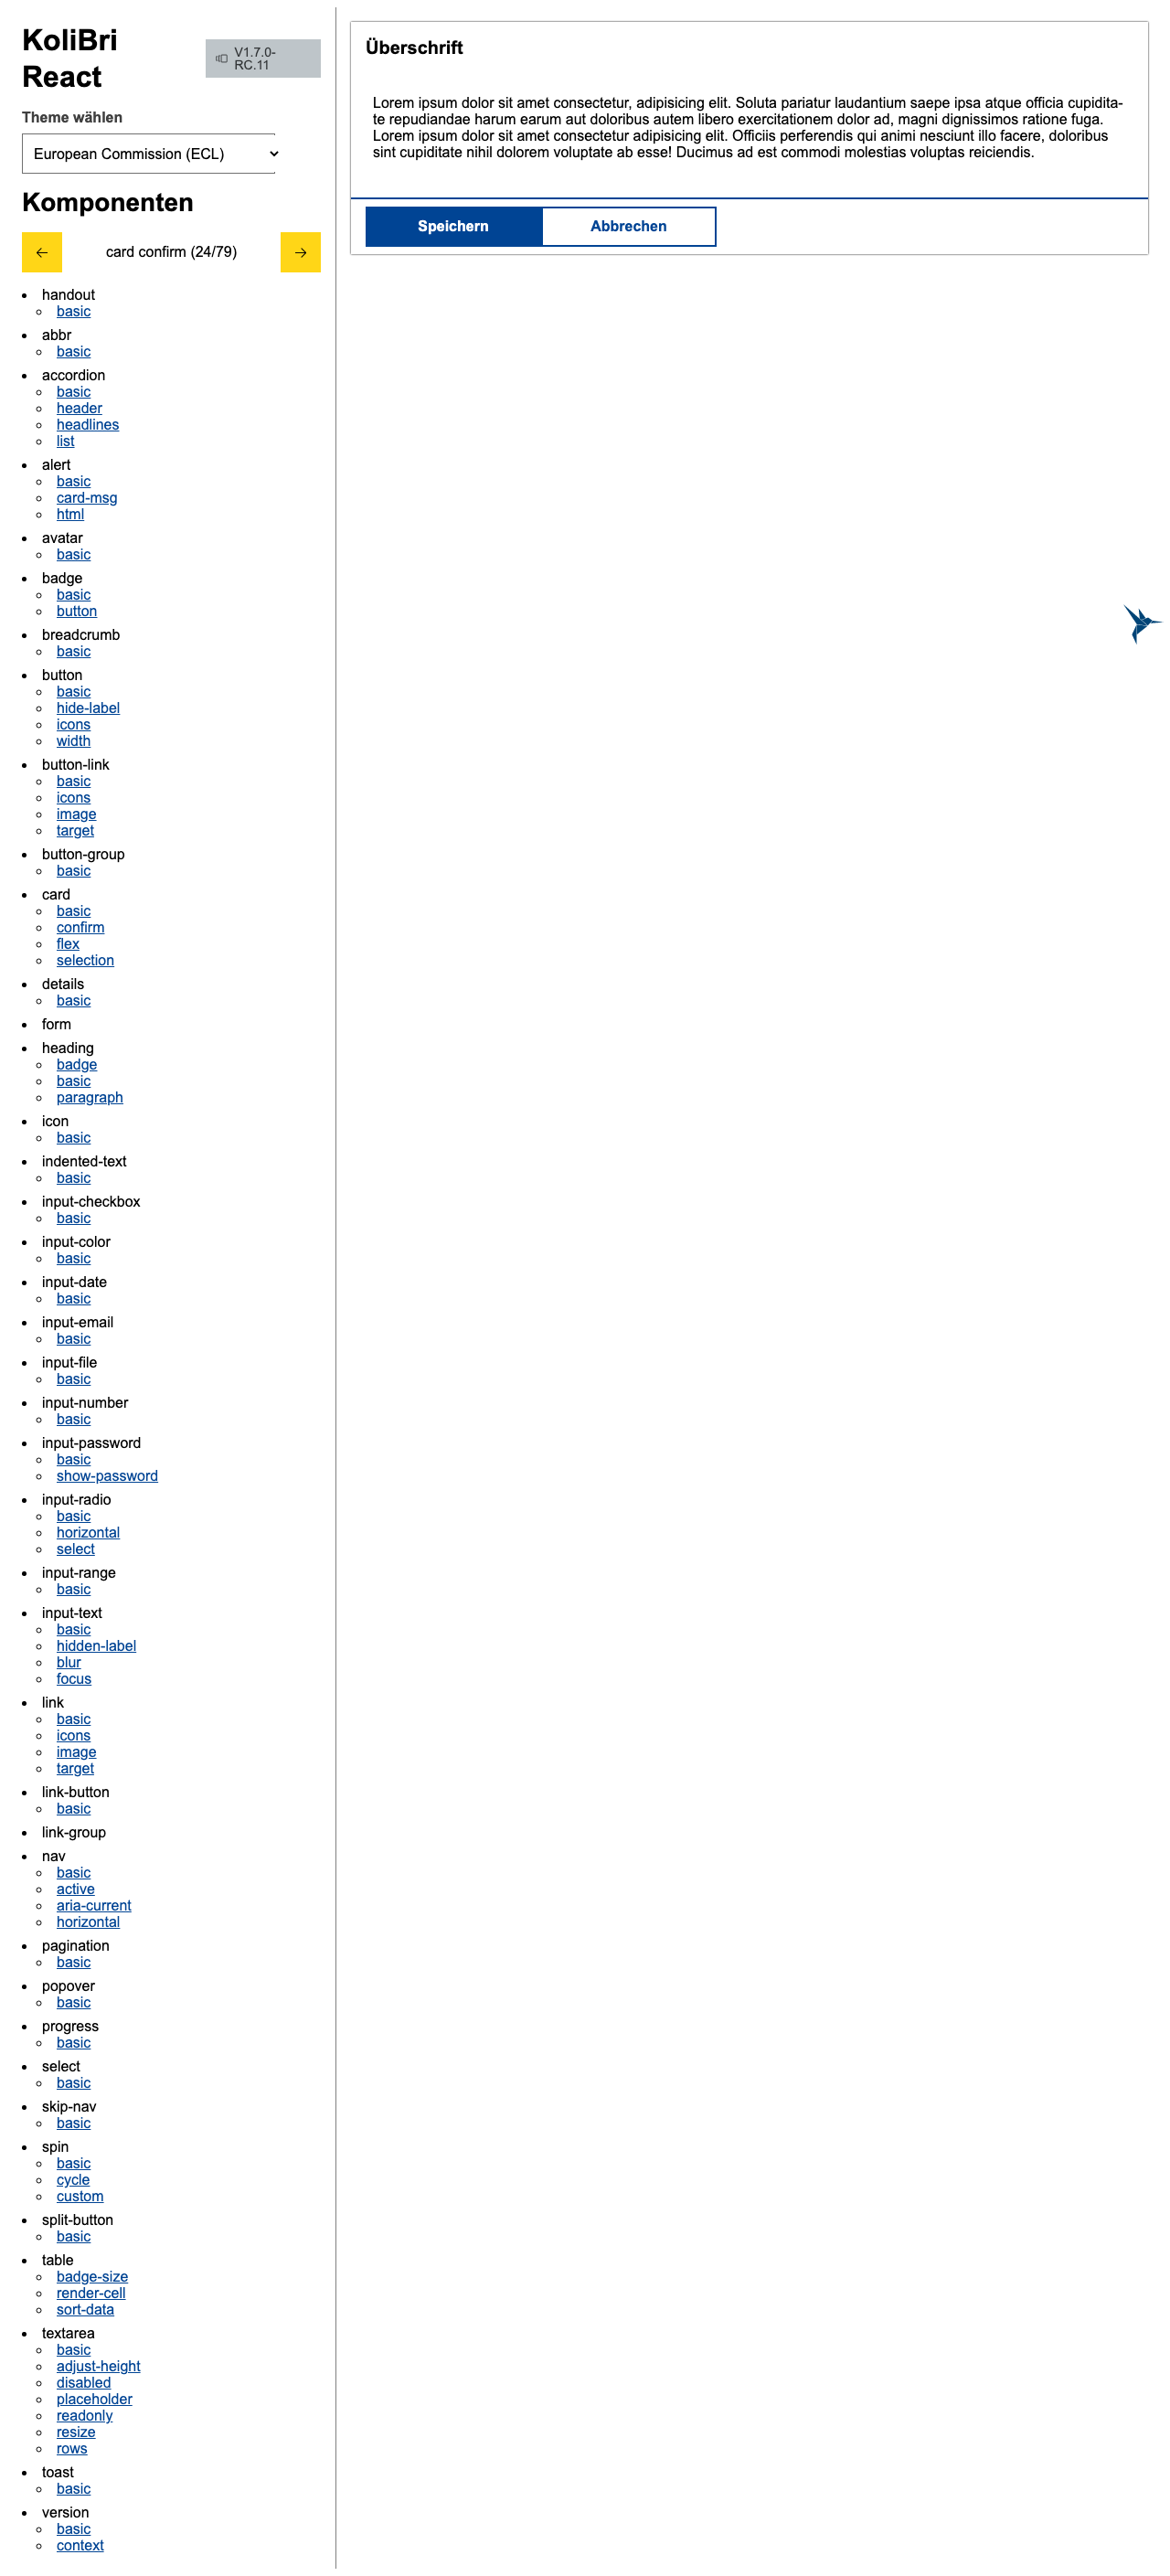 KoliBri
React
V1.7.0-
RC.11
Theme wählen
European Commission (ECL)
Komponenten
card confirm (24/79)
handout
basic
abbr
basic
accordion
basic
header
headlines
list
alert
basic
card-msg
html
avatar
basic
badge
basic
button
breadcrumb
basic
button
basic
hide-label
icons
width
button-link
basic
icons
image
target
button-group
basic
card
basic
confirm
flex
selection
details
basic
form
heading
badge
basic
paragraph
icon
basic
indented-text
basic
input-checkbox
basic
input-color
basic
input-date
basic
input-email
basic
input-file
basic
input-number
basic
input-password
basic
show-password
input-radio
basic
horizontal
select
input-range
basic
input-text
basic
hidden-label
blur
focus
link
basic
icons
image
target
link-button
basic
link-group
nav
basic
active
aria-current
horizontal
pagination
basic
popover
basic
progress
basic
select
basic
skip-nav
basic
spin
basic
cycle
custom
split-button
basic
table
badge-size
render-cell
sort-data
textarea
basic
adjust-height
disabled
placeholder
readonly
resize
rows
toast
basic
version
basic
context
Überschrift
Lorem ipsum dolor sit amet consectetur, adipisicing elit. Soluta pariatur laudantium saepe ipsa atque officia cupidita-
te repudiandae harum earum aut doloribus autem libero exercitationem dolor ad, magni dignissimos ratione fuga.
Lorem ipsum dolor sit amet consectetur adipisicing elit. Officiis perferendis qui animi nesciunt illo facere, doloribus
sint cupiditate nihil dolorem voluptate ab esse! Ducimus ad est commodi molestias voluptas reiciendis.
Speichern
Abbrechen